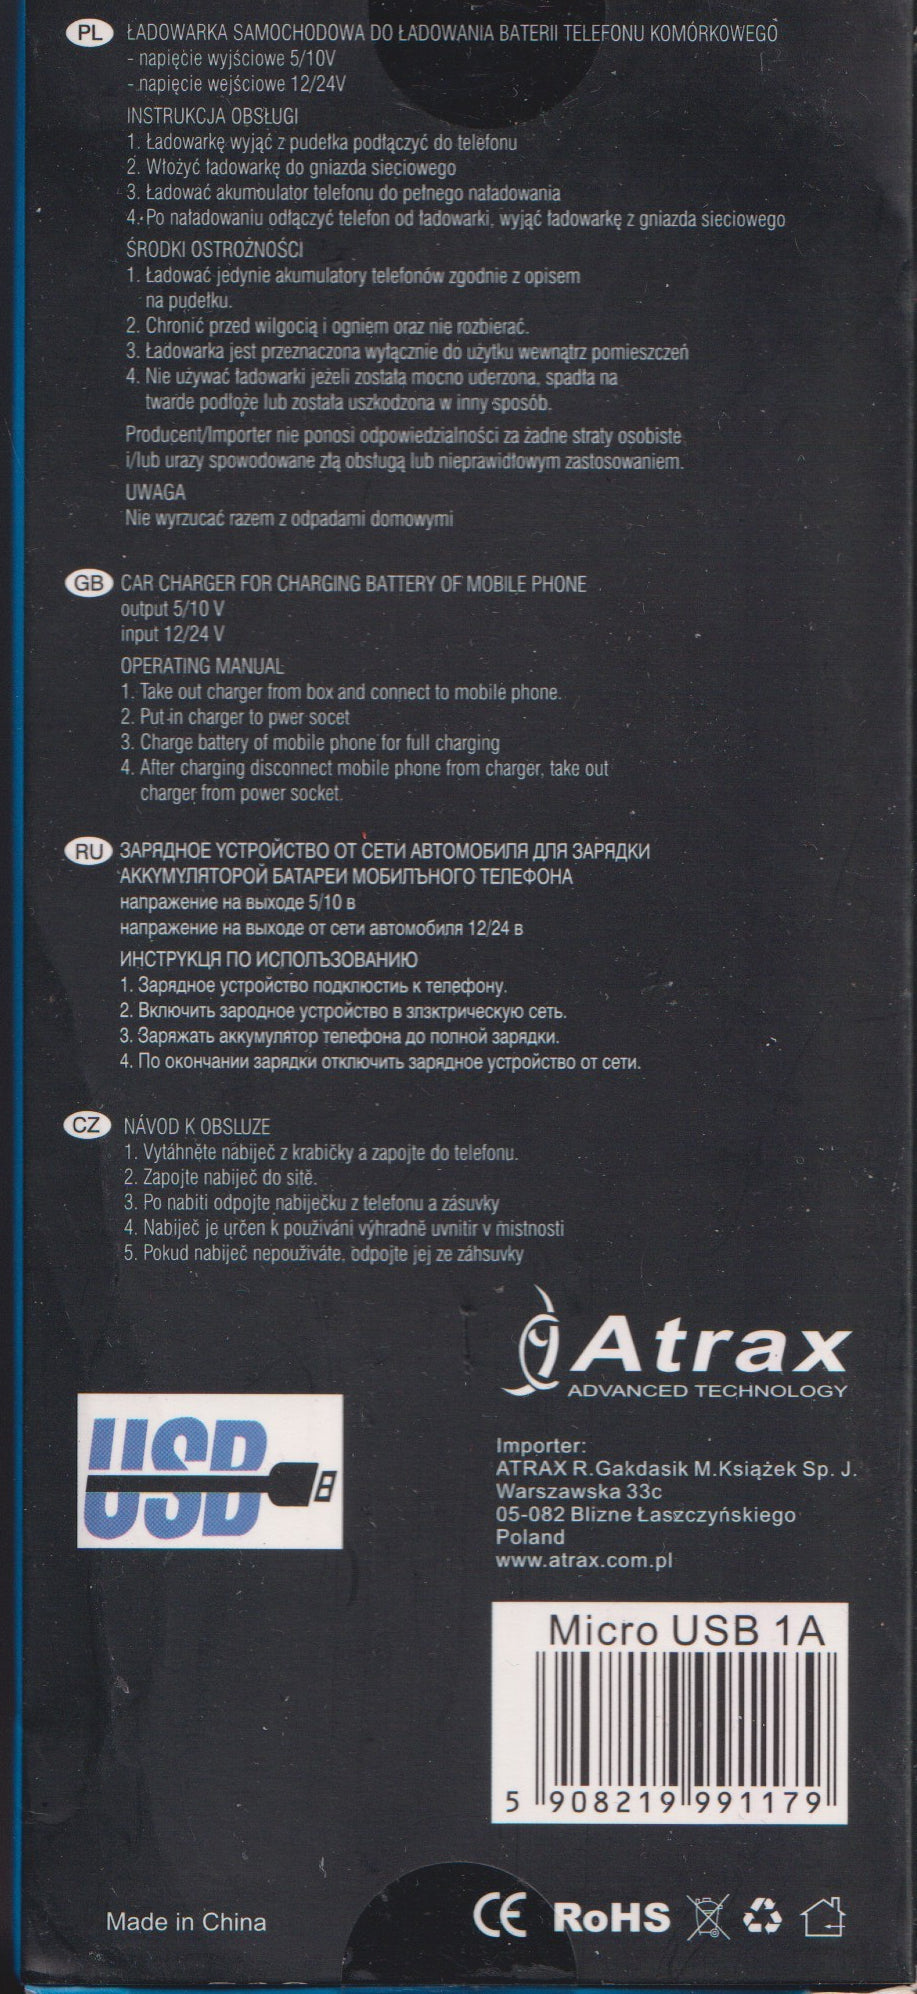 PL ŁADOWARKA SAMOCHODOWA DO ŁADOWANIA BATERII TELEFONU KOMÓRKOWEGO
- napięcie wyjściowe 5/10V
- napięcie wejściowe 12/24V
INSTRUKCJA OBSŁUGI
1. Ładowarkę wyjąć z pudełka podłączyć do telefonu
2. Włożyć ładowarkę do gniazda sieciowego
3. Ładować akumoulator telefonu do pełnego naładowania
4. Po naładowaniu odłączyć telefon od ładowarki, wyjąć ładowarkę z gniazda sieciowego
ŚRODKI OSTROŻNOŚCI
1. Ładować jedynie akumulatory telefonów zgodnie z opisem
na pudełku.
2. Chronić przed wilgocią i ogniem oraz nie rozbierać.
3. Ładowarka jest przeznaczona wyłącznie do użytku wewnątrz pomieszczeń
4. Nie używać ładowarki jeżeli została mocno uderzona, spadła na
twarde podłoże lub została uszkodzona w inny sposób.
Producent/Importer nie ponosi odpowiedzialności za żadne straty osobiste
i/lub urazy spowodowane złą obsługą lub nieprawidłowym zastosowaniem.
UWAGA
Nie wyrzucać razem z odpadami domowymi
GB CAR CHARGER FOR CHARGING BATTERY OF MOBILE PHONE
output 5/10 V
input 12/24 V
OPERATING MANUAL
1. Take out charger from box and connect to mobile phone.
2. Put in charger to pwer socet
3. Charge battery of mobile phone for full charging
4. After charging disconnect mobile phone from charger, take out
charger from power socket.
RU ЗАРЯДНОЕ УСТРОЙСТВО ОТ СЕТИ АВТОМОБИЛЯ ДЛЯ ЗАРЯДКИ
АККУМУЛЯТОРОЙ БАТАРЕИ МОБИЛЪНОГО ТЕЛЕФОНА
напражение на выходе 5/10 в
напражение на выходе от сети автомобиля 12/24 в
ИНСТРУКЦЯ ПО ИСПОЛЪЗОВАНИЮ
1. Зарядное устройство подклюстиь к телефону.
2. Включить зародное устройство в злзктрическую сеть.
3. Заряжать аккумулятор телефона до полной зарядки.
4. По окончании зарядки отключить зарядное устройство от сети.
CZ NÁVOD K OBSLUZE
1. Vytáhněte nabiječ z krabičky a zapojte do telefonu.
2. Zapojte nabiječ do sitě.
3. Po nabiti odpojte nabiječku z telefonu a zásuvky
4. Nabiječ je určen k použiváni výhradně uvnitir v mistnosti
5. Pokud nabiječ nepouživáte, odpojte jej ze záhsuvky
Atrax
ADVANCED TECHNOLOGY
USB
Importer:
ATRAX R.Gakdasik M.Książek Sp. J.
Warszawska 33c
05-082 Blizne Łaszczyńskiego
Poland
www.atrax.com.pl
Micro USB 1A
5 908219 991179
Made in China
CE RoHS